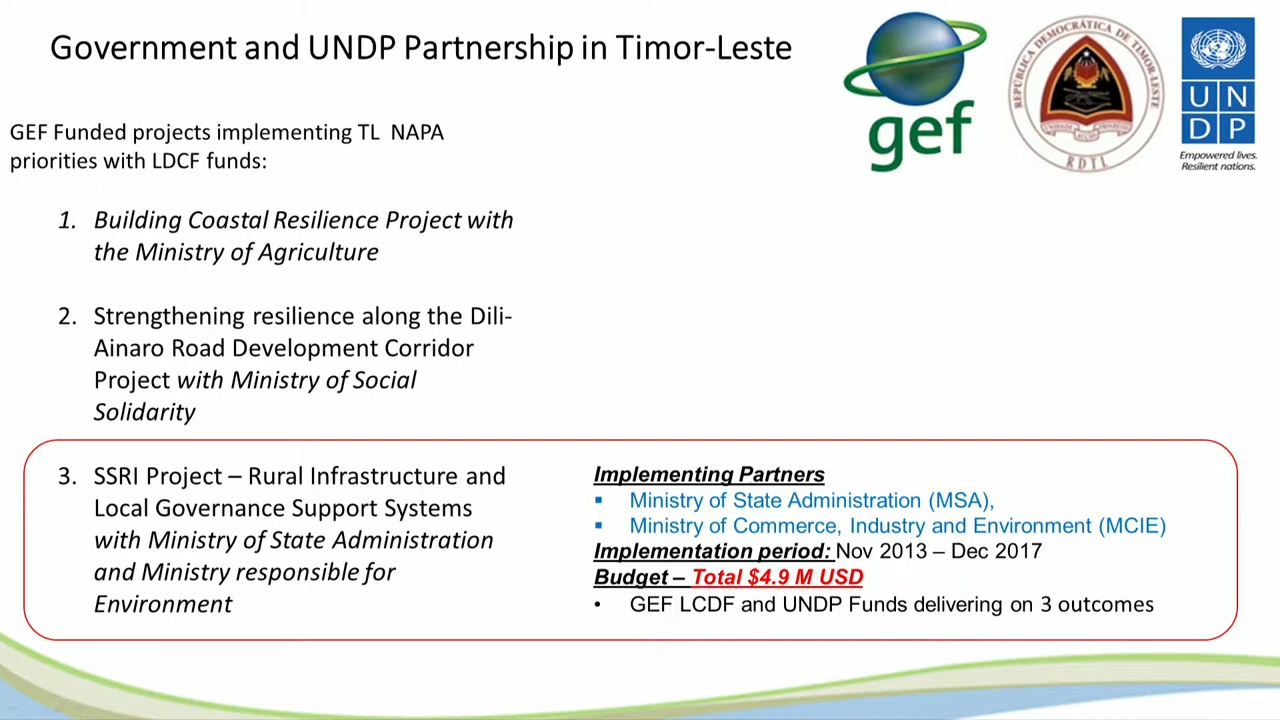 Government and UNDP Partnership in Timor-Leste
gef
REPÚBLICA DEMOCRÁTICA DE TIMOR-LESTE
RDTL
U N
D P
Empowered lives.
Resilient nations.
GEF Funded projects implementing TL NAPA
priorities with LDCF funds:
1. Building Coastal Resilience Project with
the Ministry of Agriculture
2. Strengthening resilience along the Dili-
Ainaro Road Development Corridor
Project with Ministry of Social
Solidarity
3. SSRI Project – Rural Infrastructure and
Local Governance Support Systems
with Ministry of State Administration
and Ministry responsible for
Environment
Implementing Partners
▪ Ministry of State Administration (MSA),
▪ Ministry of Commerce, Industry and Environment (MCIE)
Implementation period: Nov 2013 – Dec 2017
Budget – Total $4.9 M USD
• GEF LCDF and UNDP Funds delivering on 3 outcomes